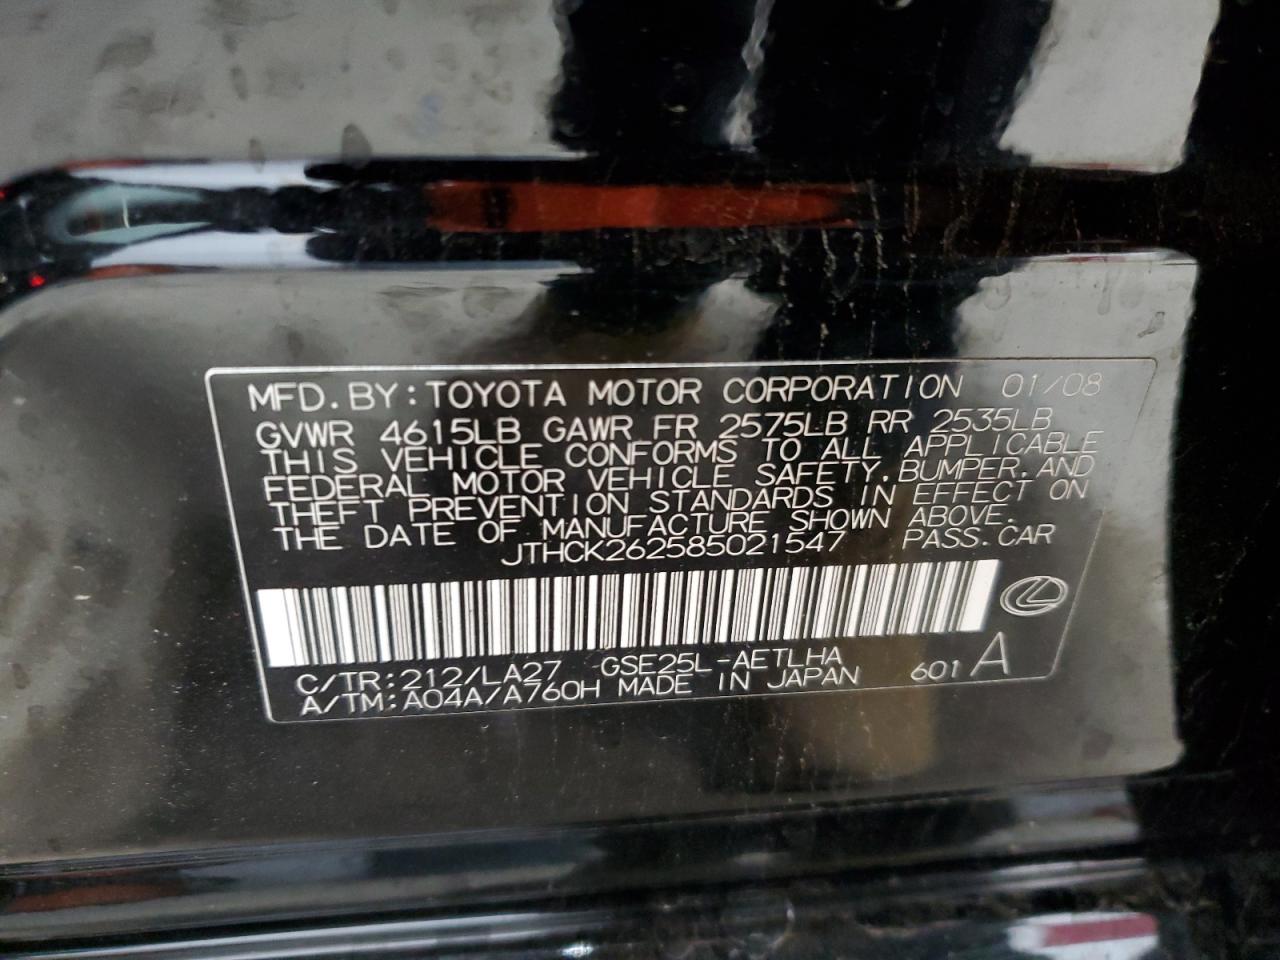 MFD. BY: TOYOTA MOTOR CORPORATION 01/08
GVWR 4615LB GAWR FR 2575LB RR 2535LB
THIS VEHICLE CONFORMS TO ALL APPLICABLE
FEDERAL MOTOR VEHICLE SAFETY, BUMPER, AND
THEFT PREVENTION STANDARDS IN EFFECT ON
THE DATE OF MANUFACTURE SHOWN ABOVE.
JTHCK262585021547 PASS.CAR
C/TR:212/LA27 GSE25L-AETLHA
A/TM:A04A/A760H MADE IN JAPAN 601 A